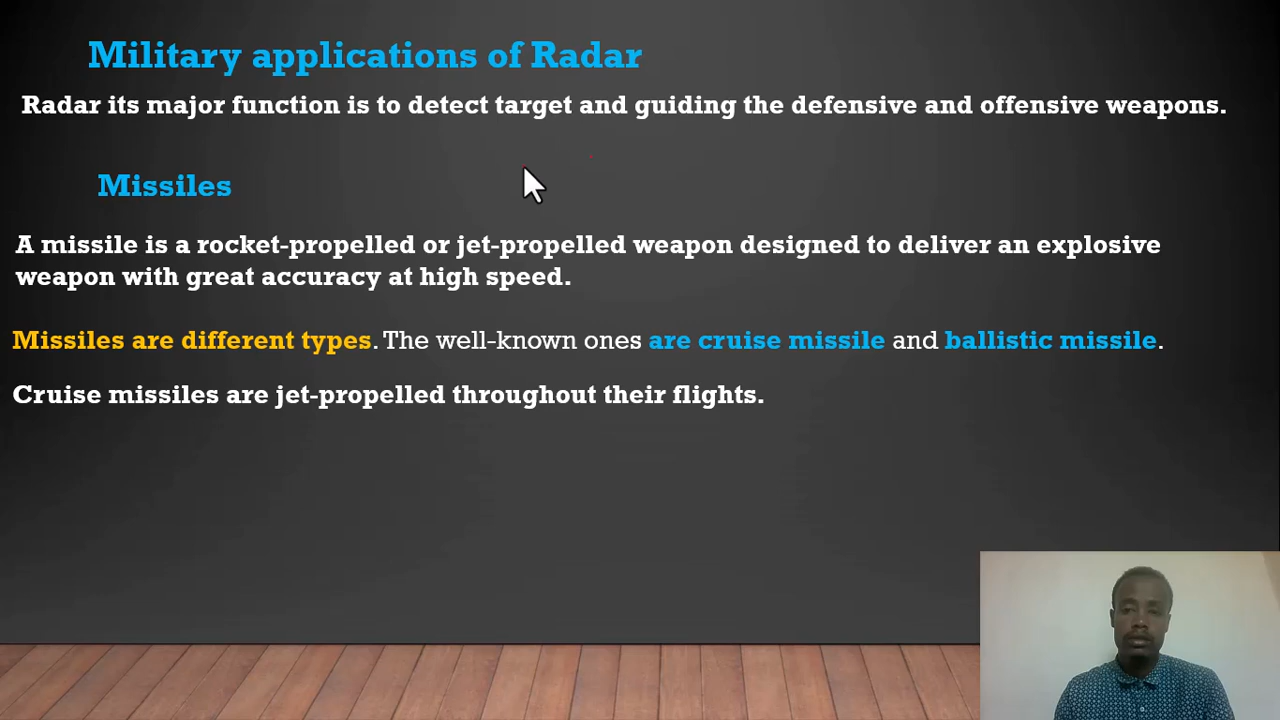 Military applications of Radar
Radar its major function is to detect target and guiding the defensive and offensive weapons.
Missiles
A missile is a rocket-propelled or jet-propelled weapon designed to deliver an explosive
weapon with great accuracy at high speed.
Missiles are different types. The well-known ones are cruise missile and ballistic missile.
Cruise missiles are jet-propelled throughout their flights.